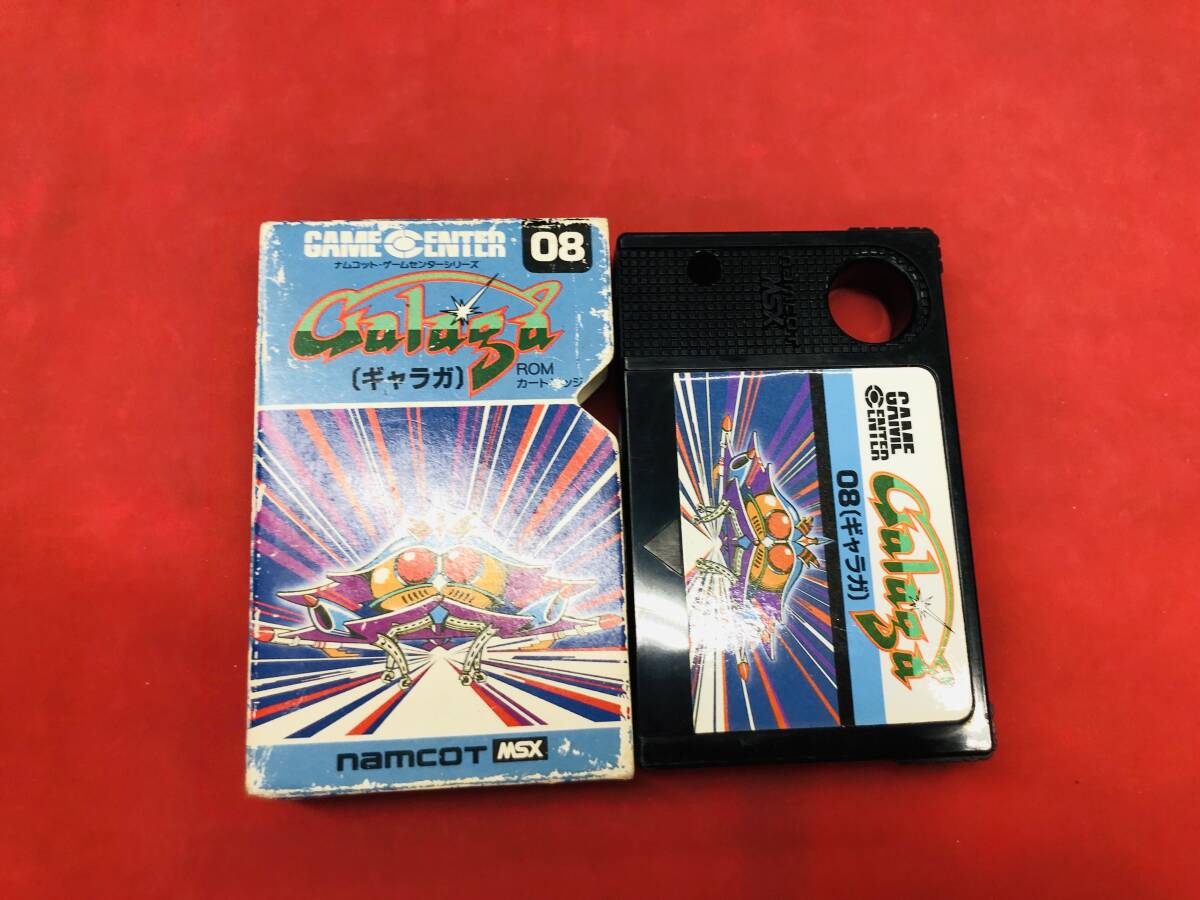 GAME CENTER
08
ナムコット・ゲームセンターシリーズ
Galaga
(ギャラガ)
ROM
カートリッジ
namcot MSX
namcot
MSX
GAME CENTER
Galaga
08(ギャラガ)